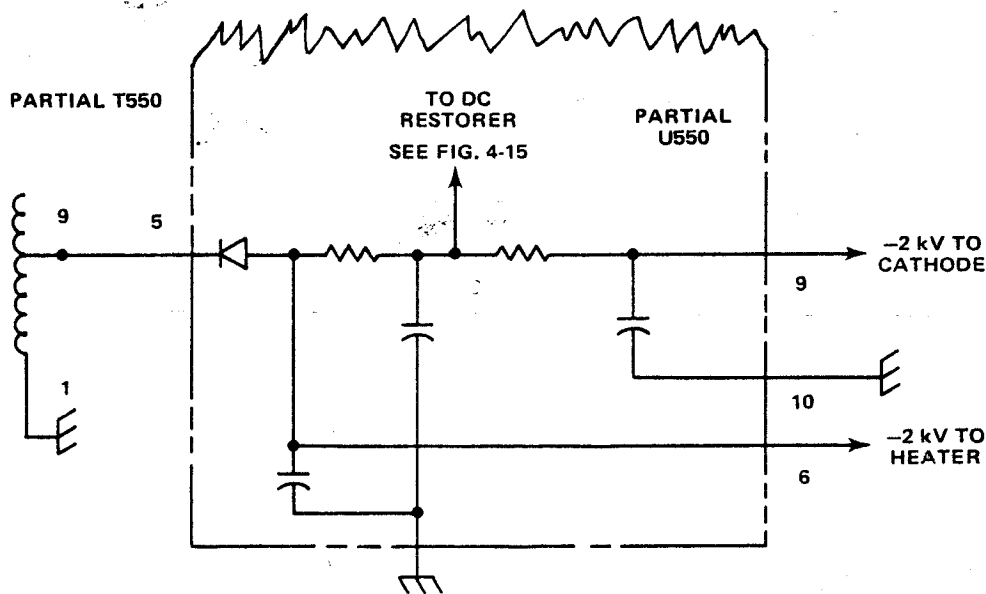 PARTIAL T550
TO DC
RESTORER
SEE FIG. 4-15
PARTIAL
U550
9
5
–2 kV TO
CATHODE
9
1
10
–2 kV TO
HEATER
6